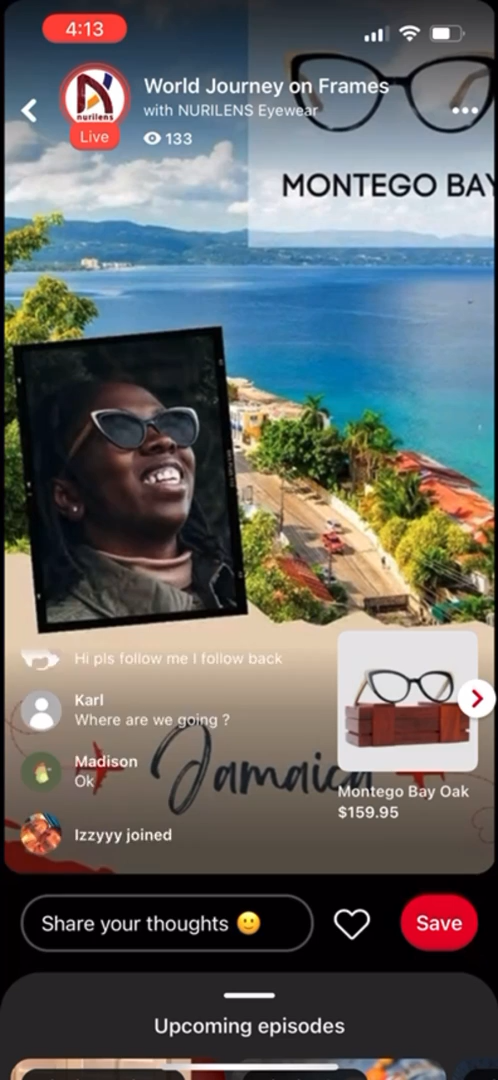 4:13
World Journey on Frames
nurilens
with NURILENS Eyewear
Live
133
MONTEGO BAY
Hi pls follow me I follow back
Karl
Where are we going ?
Madison
Ok
Jamaica
Montego Bay Oak
$159.95
Izzyyy joined
Share your thoughts 🙂
Save
Upcoming episodes